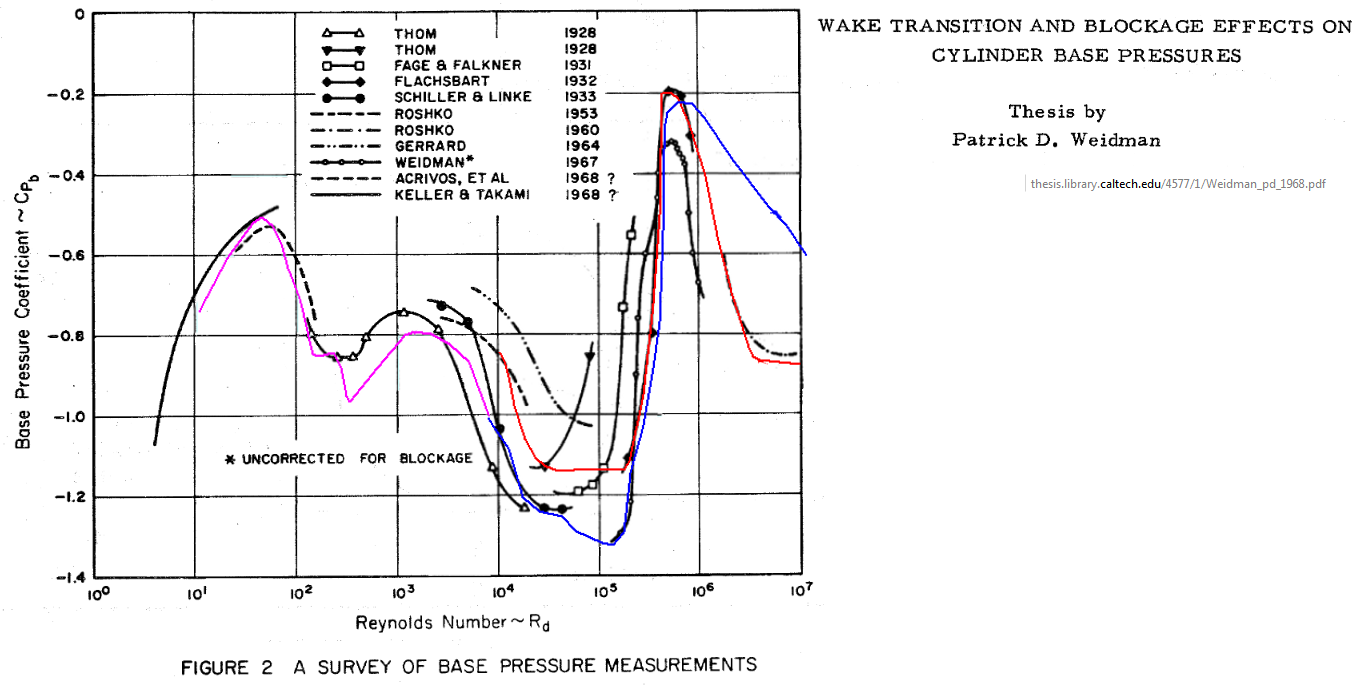 WAKE TRANSITION AND BLOCKAGE EFFECTS ON
CYLINDER BASE PRESSURES
Thesis by
Patrick D. Weidman
thesis.library.caltech.edu/4577/1/Weidman_pd_1968.pdf
THOM 1928
THOM 1928
FAGE & FALKNER 1931
FLACHSBART 1932
SCHILLER & LINKE 1933
ROSHKO 1953
ROSHKO 1960
GERRARD 1964
WEIDMAN* 1967
ACRIVOS, ET AL 1968 ?
KELLER & TAKAMI 1968 ?
Base Pressure Coefficient ~ CPb
0
-0.2
-0.4
-0.6
-0.8
-1.0
-1.2
-1.4
* UNCORRECTED FOR BLOCKAGE
10⁰ 10¹ 10² 10³ 10⁴ 10⁵ 10⁶ 10⁷
Reynolds Number ~ Rd
FIGURE 2 A SURVEY OF BASE PRESSURE MEASUREMENTS